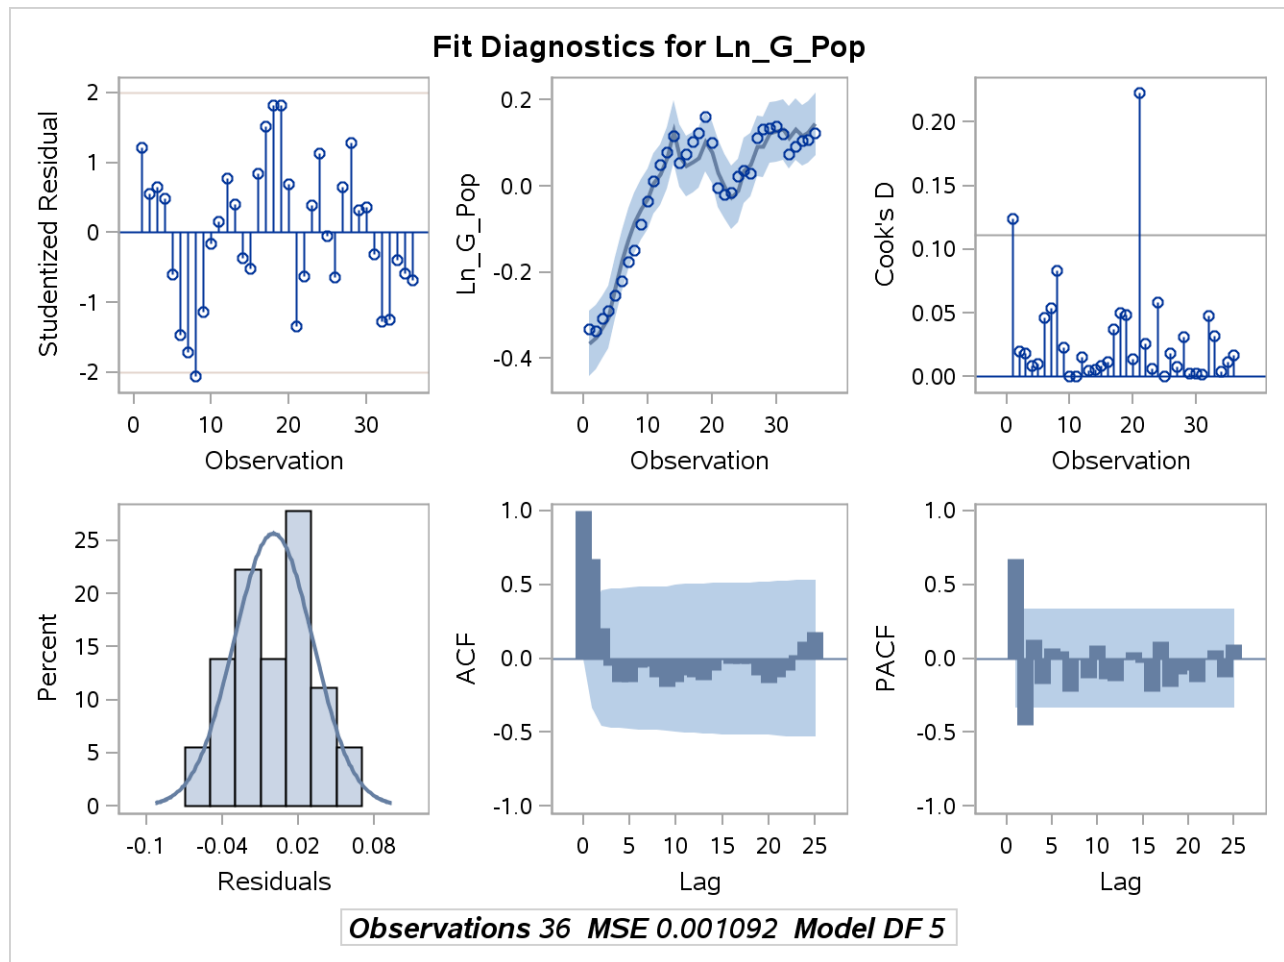 Fit Diagnostics for Ln_G_Pop
Studentized Residual
2
1
0
-1
-2
0 10 20 30
Observation
Ln_G_Pop
0.2
0.0
-0.2
-0.4
0 10 20 30
Observation
Cook's D
0.20
0.15
0.10
0.05
0.00
0 10 20 30
Observation
Percent
25
20
15
10
5
0
-0.1 -0.04 0.02 0.08
Residuals
ACF
1.0
0.5
0.0
-0.5
-1.0
0 5 10 15 20 25
Lag
PACF
1.0
0.5
0.0
-0.5
-1.0
0 5 10 15 20 25
Lag
Observations 36 MSE 0.001092 Model DF 5